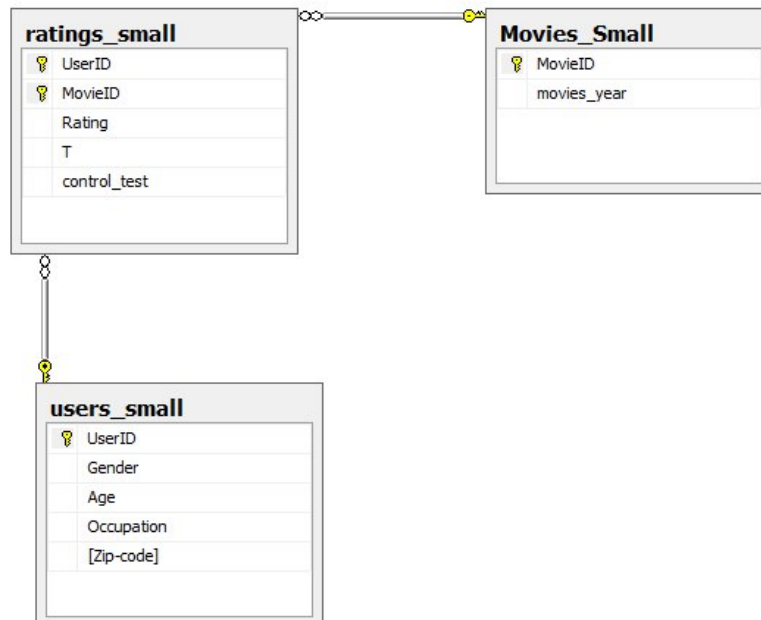 ratings_small
UserID
MovieID
Rating
T
control_test
Movies_Small
MovieID
movies_year
users_small
UserID
Gender
Age
Occupation
[Zip-code]